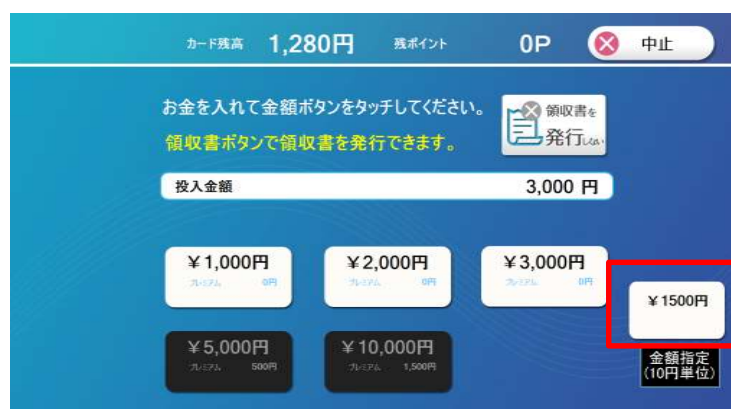 カード残高 1,280円 残ポイント 0P 中止
お金を入れて金額ボタンをタッチしてください。
領収書ボタンで領収書を発行できます。
領収書を
発行しない
投入金額 3,000 円
¥1,000円
プレミアム 0円
¥2,000円
プレミアム 0円
¥3,000円
プレミアム 0円
¥1500円
金額指定
(10円単位)
¥5,000円
プレミアム 500円
¥10,000円
プレミアム 1,500円